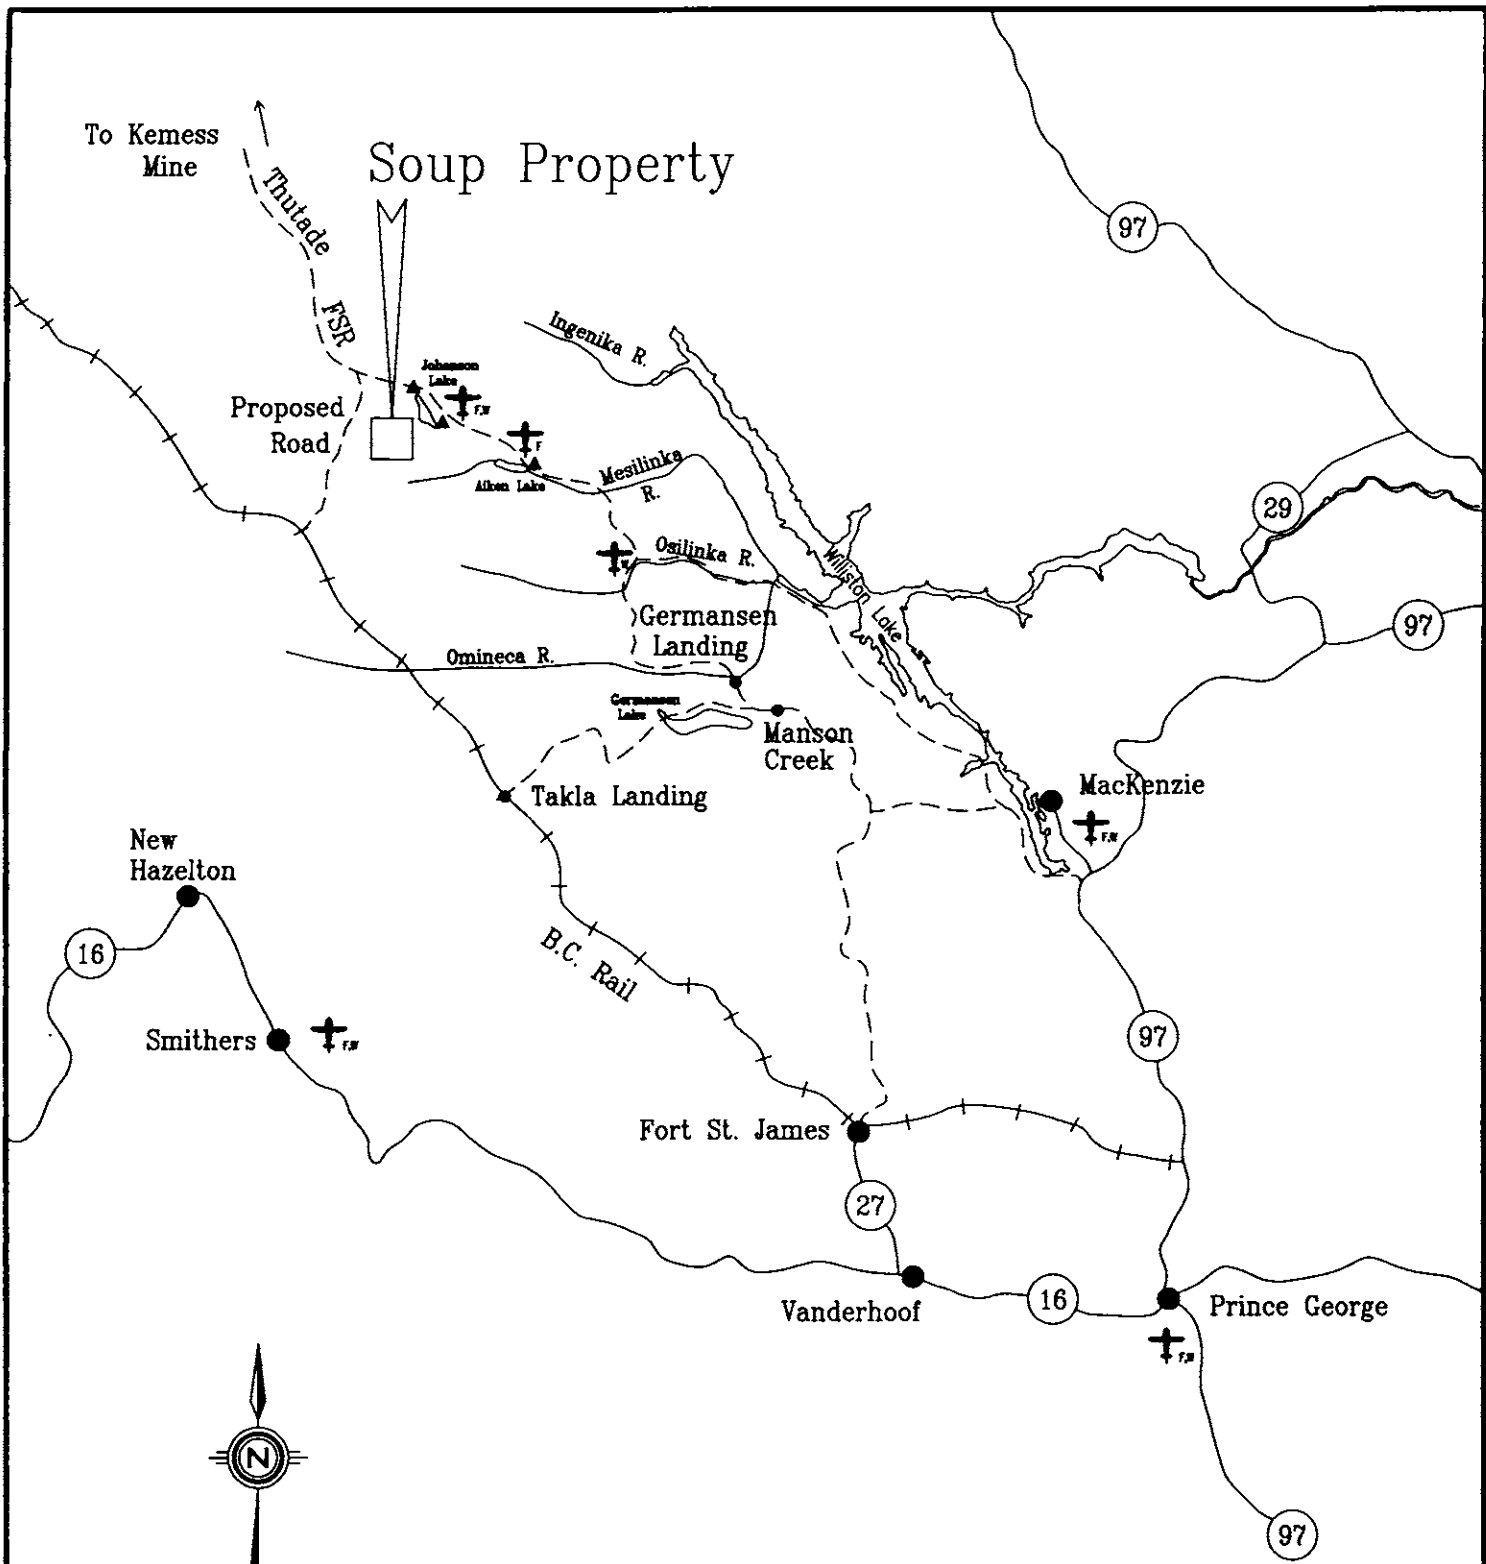 To Kemess
Mine
Soup Property
Thutade
FSR
97
Ingenika R.
Johanson
Lake
F,W
Proposed
Road
F
Aiken Lake
Mesilinka
R.
29
W
Osilinka R.
Williston Lake
97
Germansen
Landing
Omineca R.
Germansen
Lake
Manson
Creek
Takla Landing
MacKenzie
F,W
New
Hazelton
16
B.C. Rail
Smithers
F,W
97
Fort St. James
27
Vanderhoof
16
Prince George
F,W
N
97